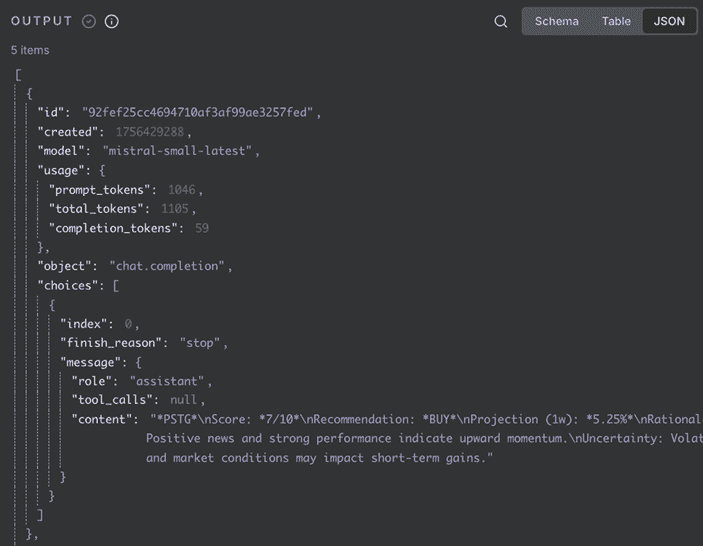 OUTPUT
Schema Table JSON
5 items
[
{
"id": "92fef25cc4694710af3af99ae3257fed",
"created": 1756429288,
"model": "mistral-small-latest",
"usage": {
"prompt_tokens": 1046,
"total_tokens": 1105,
"completion_tokens": 59
},
"object": "chat.completion",
"choices": [
{
"index": 0,
"finish_reason": "stop",
"message": {
"role": "assistant",
"tool_calls": null,
"content": "*PSTG*\nScore: *7/10*\nRecommendation: *BUY*\nProjection (1w): *5.25%*\nRational
Positive news and strong performance indicate upward momentum.\nUncertainty: Volat
and market conditions may impact short-term gains."
}
}
]
},